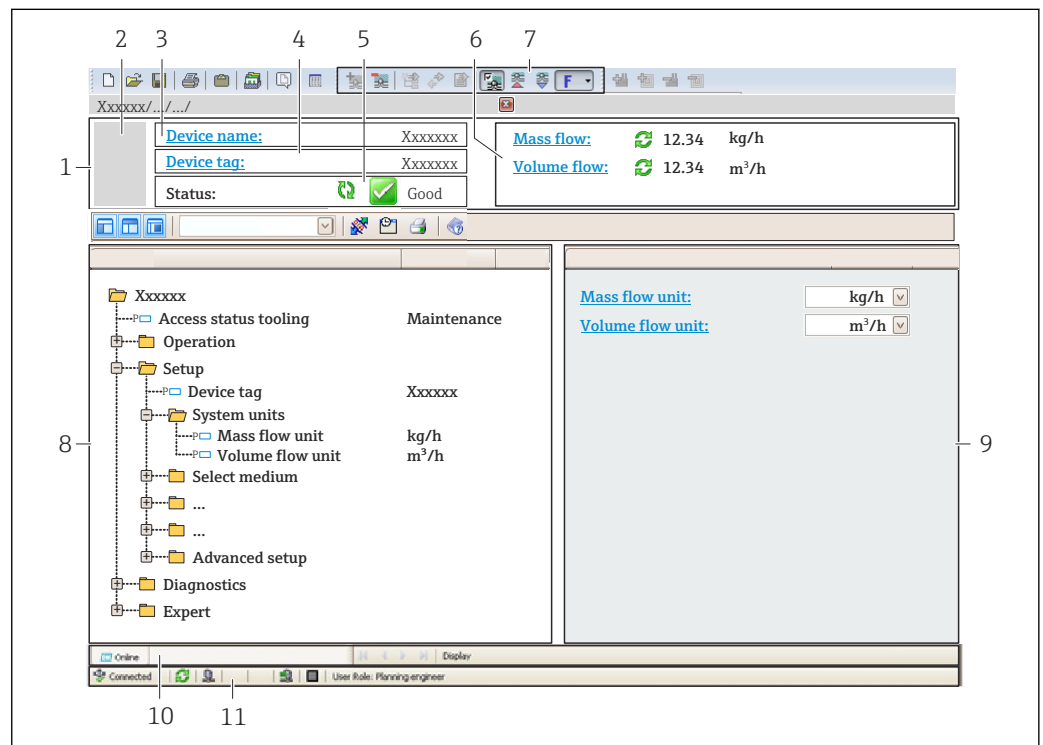 2 3 4 5 6 7
F
Xxxxxx/.../.../
1
Device name: Xxxxxxx
Device tag: Xxxxxxx
Status: Good
Mass flow: 12.34 kg/h
Volume flow: 12.34 m³/h
Xxxxxx
P Access status tooling Maintenance
Operation
Setup
P Device tag Xxxxxx
System units
P Mass flow unit kg/h
P Volume flow unit m³/h
Select medium
...
...
Advanced setup
Diagnostics
Expert
8
Mass flow unit: kg/h
Volume flow unit: m³/h
9
Online Display
Connected User Role: Planning engineer
10 11